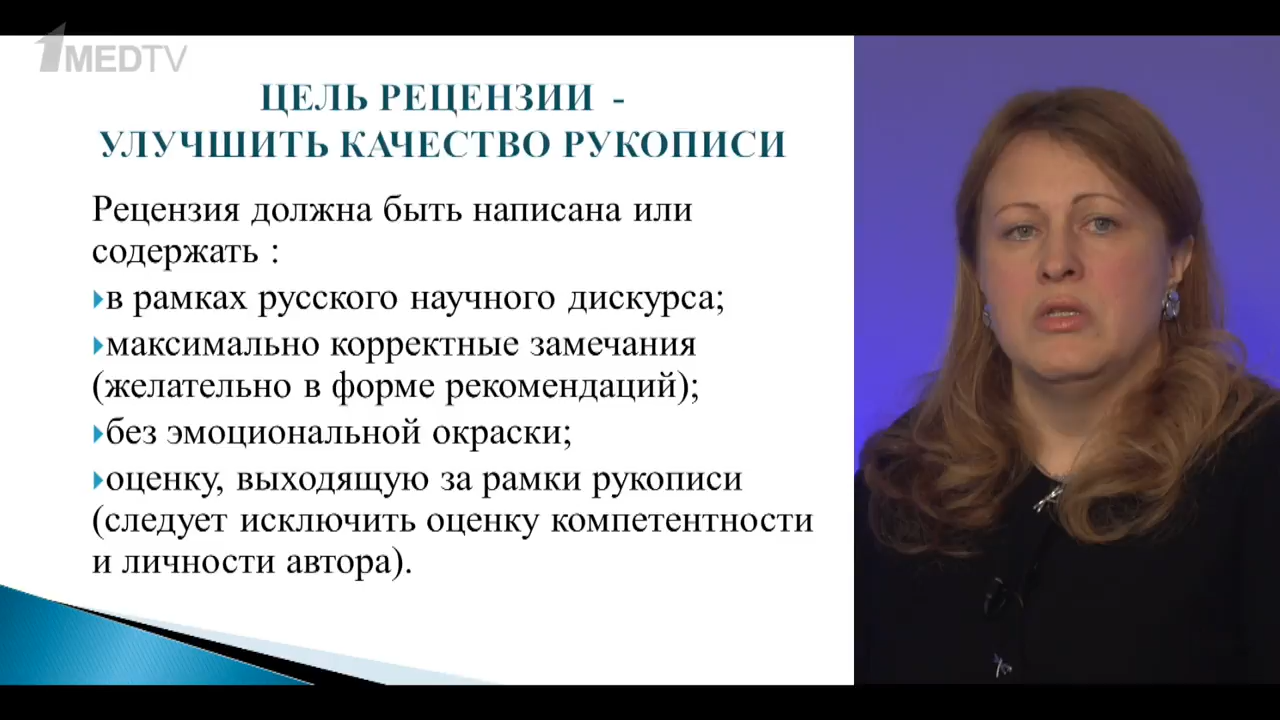 1MEDTV
ЦЕЛЬ РЕЦЕНЗИИ -
УЛУЧШИТЬ КАЧЕСТВО РУКОПИСИ
Рецензия должна быть написана или
содержать :
в рамках русского научного дискурса;
максимально корректные замечания
(желательно в форме рекомендаций);
без эмоциональной окраски;
оценку, выходящую за рамки рукописи
(следует исключить оценку компетентности
и личности автора).